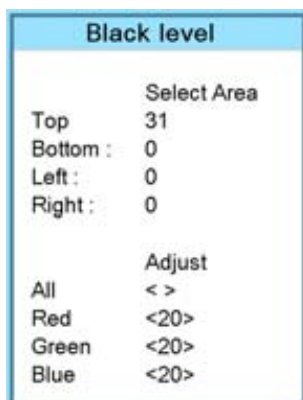 Black level
Select Area
Top 31
Bottom : 0
Left : 0
Right : 0
Adjust
All < >
Red <20>
Green <20>
Blue <20>